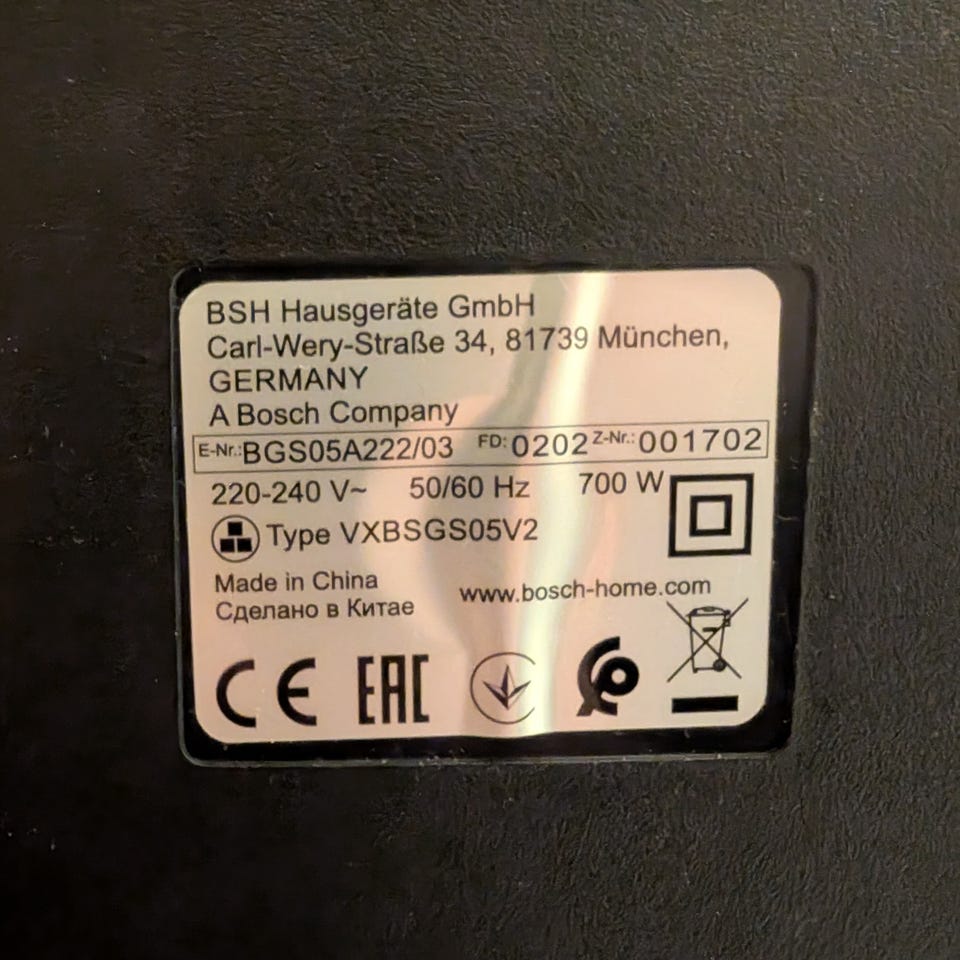 BSH Hausgeräte GmbH
Carl-Wery-Straße 34, 81739 München,
GERMANY
A Bosch Company
E-Nr.:BGS05A222/03 FD:0202 Z-Nr.:001702
220-240 V~ 50/60 Hz 700 W
Type VXBSGS05V2
Made in China
Сделано в Китае
www.bosch-home.com
CE EAC